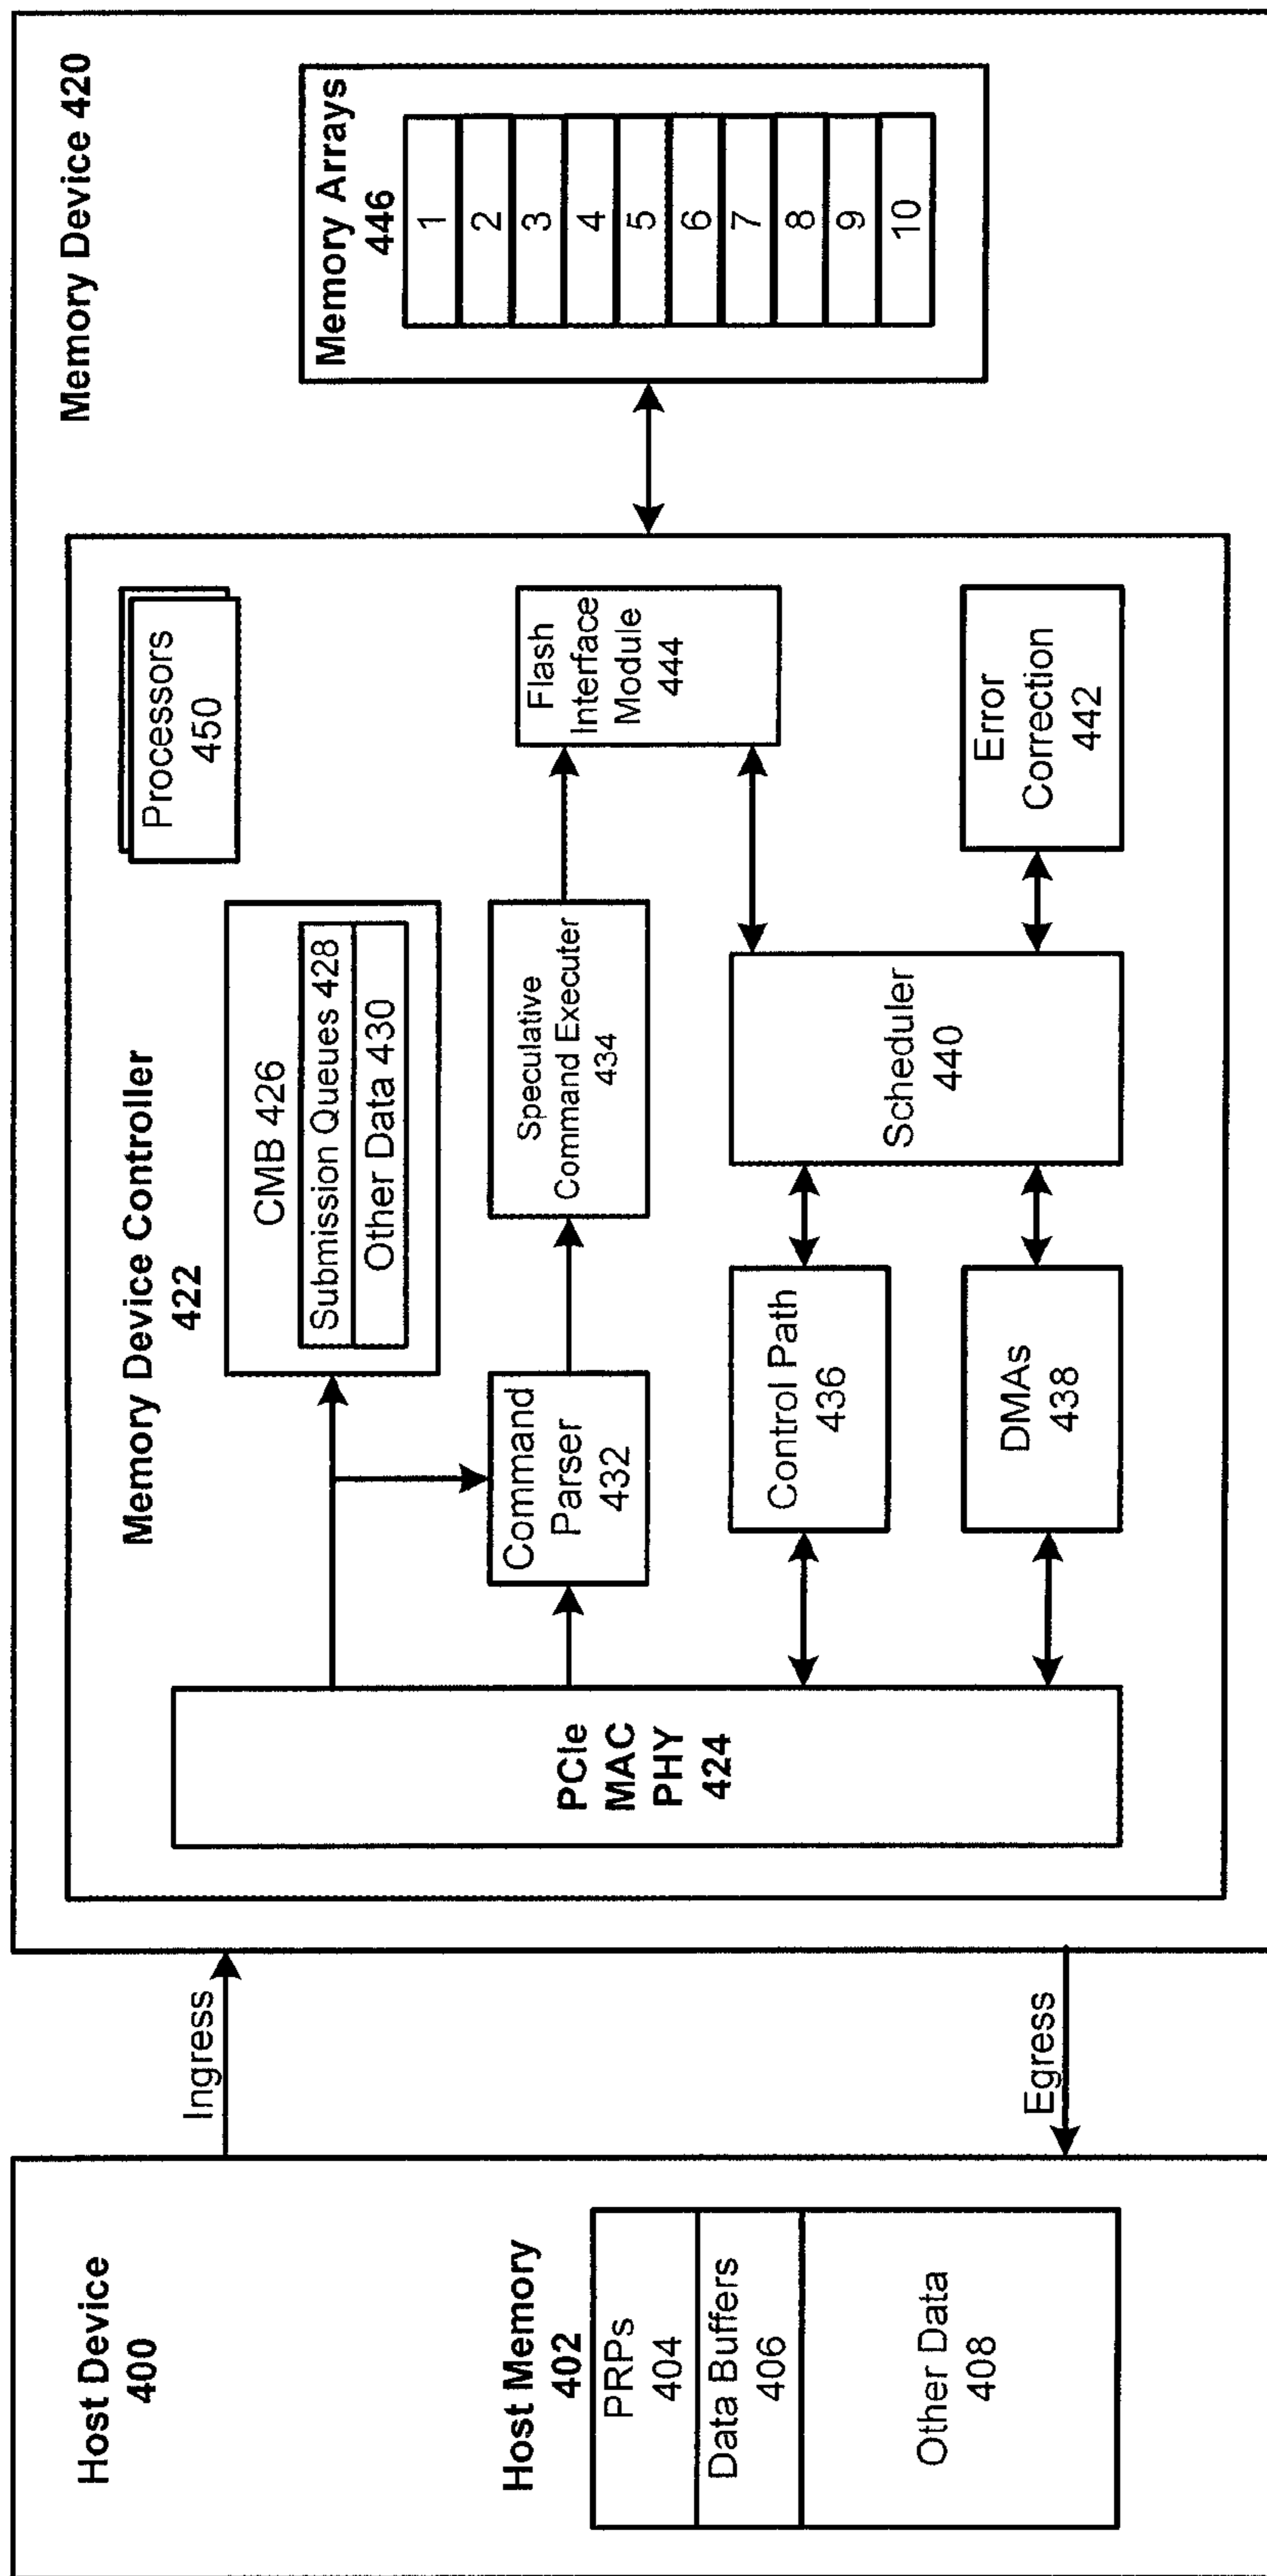 Host Device
400
Host Memory
402
PRPs
404
Data Buffers
406
Other Data
408
Ingress
Egress
Memory Device 420
Memory Device Controller
422
PCIe
MAC
PHY
424
CMB 426
Submission Queues 428
Other Data 430
Command
Parser
432
Speculative
Command Executer
434
Control Path
436
DMAs
438
Scheduler
440
Processors
450
Flash
Interface
Module
444
Error
Correction
442
Memory Arrays
446
1
2
3
4
5
6
7
8
9
10